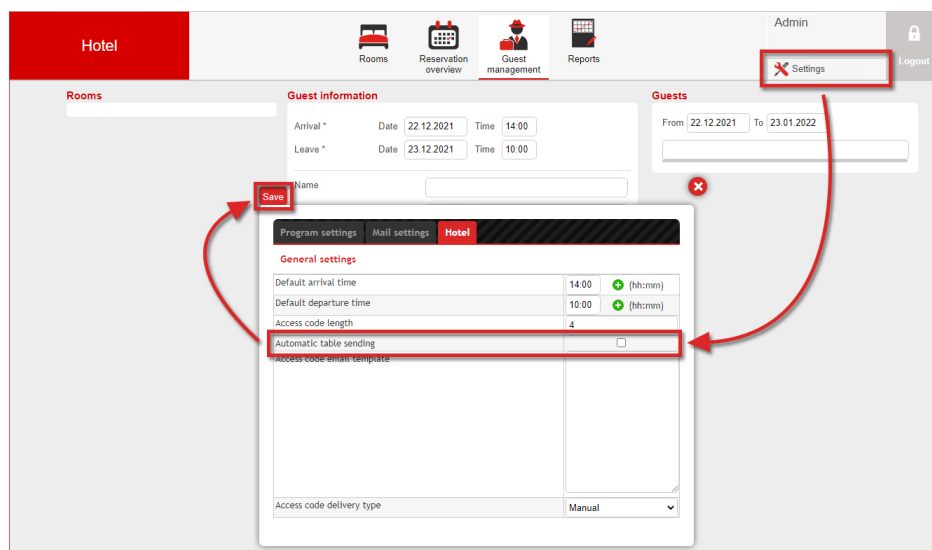 Hotel
Rooms
Reservation
overview
Guest
management
Reports
Admin
Settings
Logout
Rooms
Guest information
Guests
Arrival * Date 22.12.2021 Time 14:00
Leave * Date 23.12.2021 Time 10:00
From 22.12.2021 To 23.01.2022
Name
Save
Program settings Mail settings Hotel
General settings
Default arrival time 14:00 (hh:mm)
Default departure time 10:00 (hh:mm)
Access code length 4
Automatic table sending
Access code email template
Access code delivery type Manual